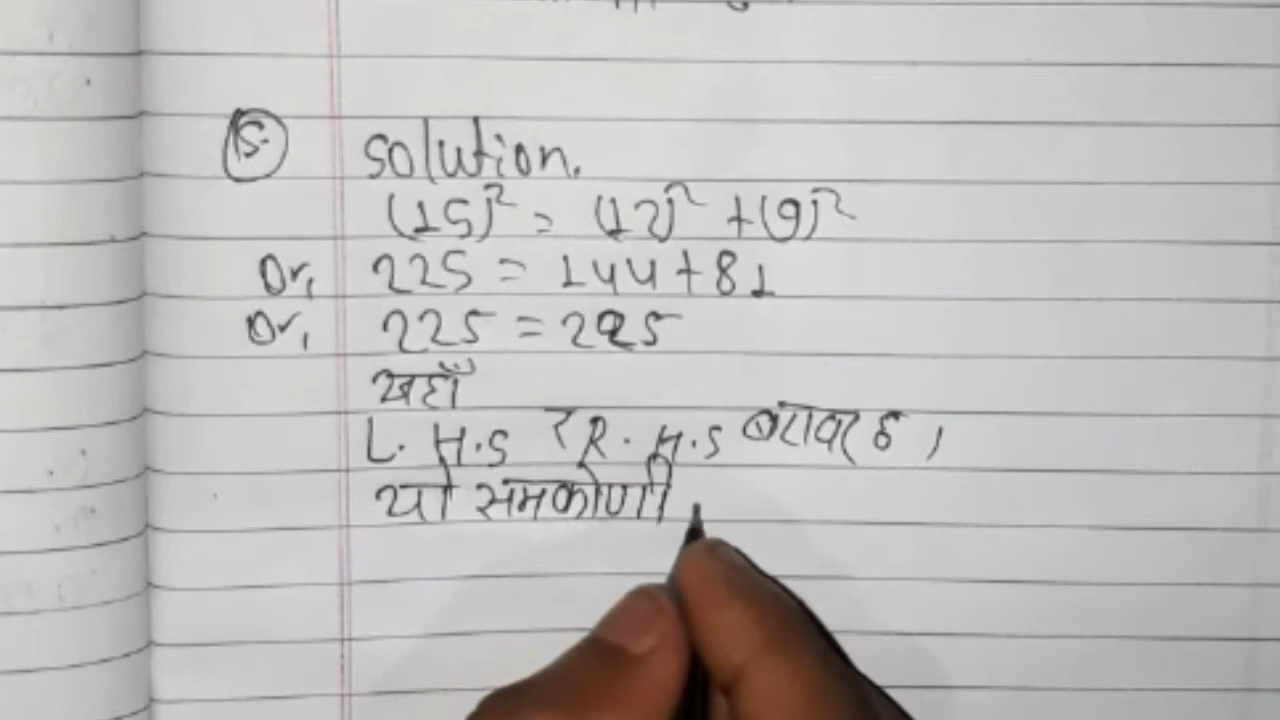 5. solution.
(15)² = (12)² + (9)²
Or, 225 = 144 + 81
Or, 225 = 225
यहाँ
L. H.S र R. H.S बराबर छ ,
यो समकोणी